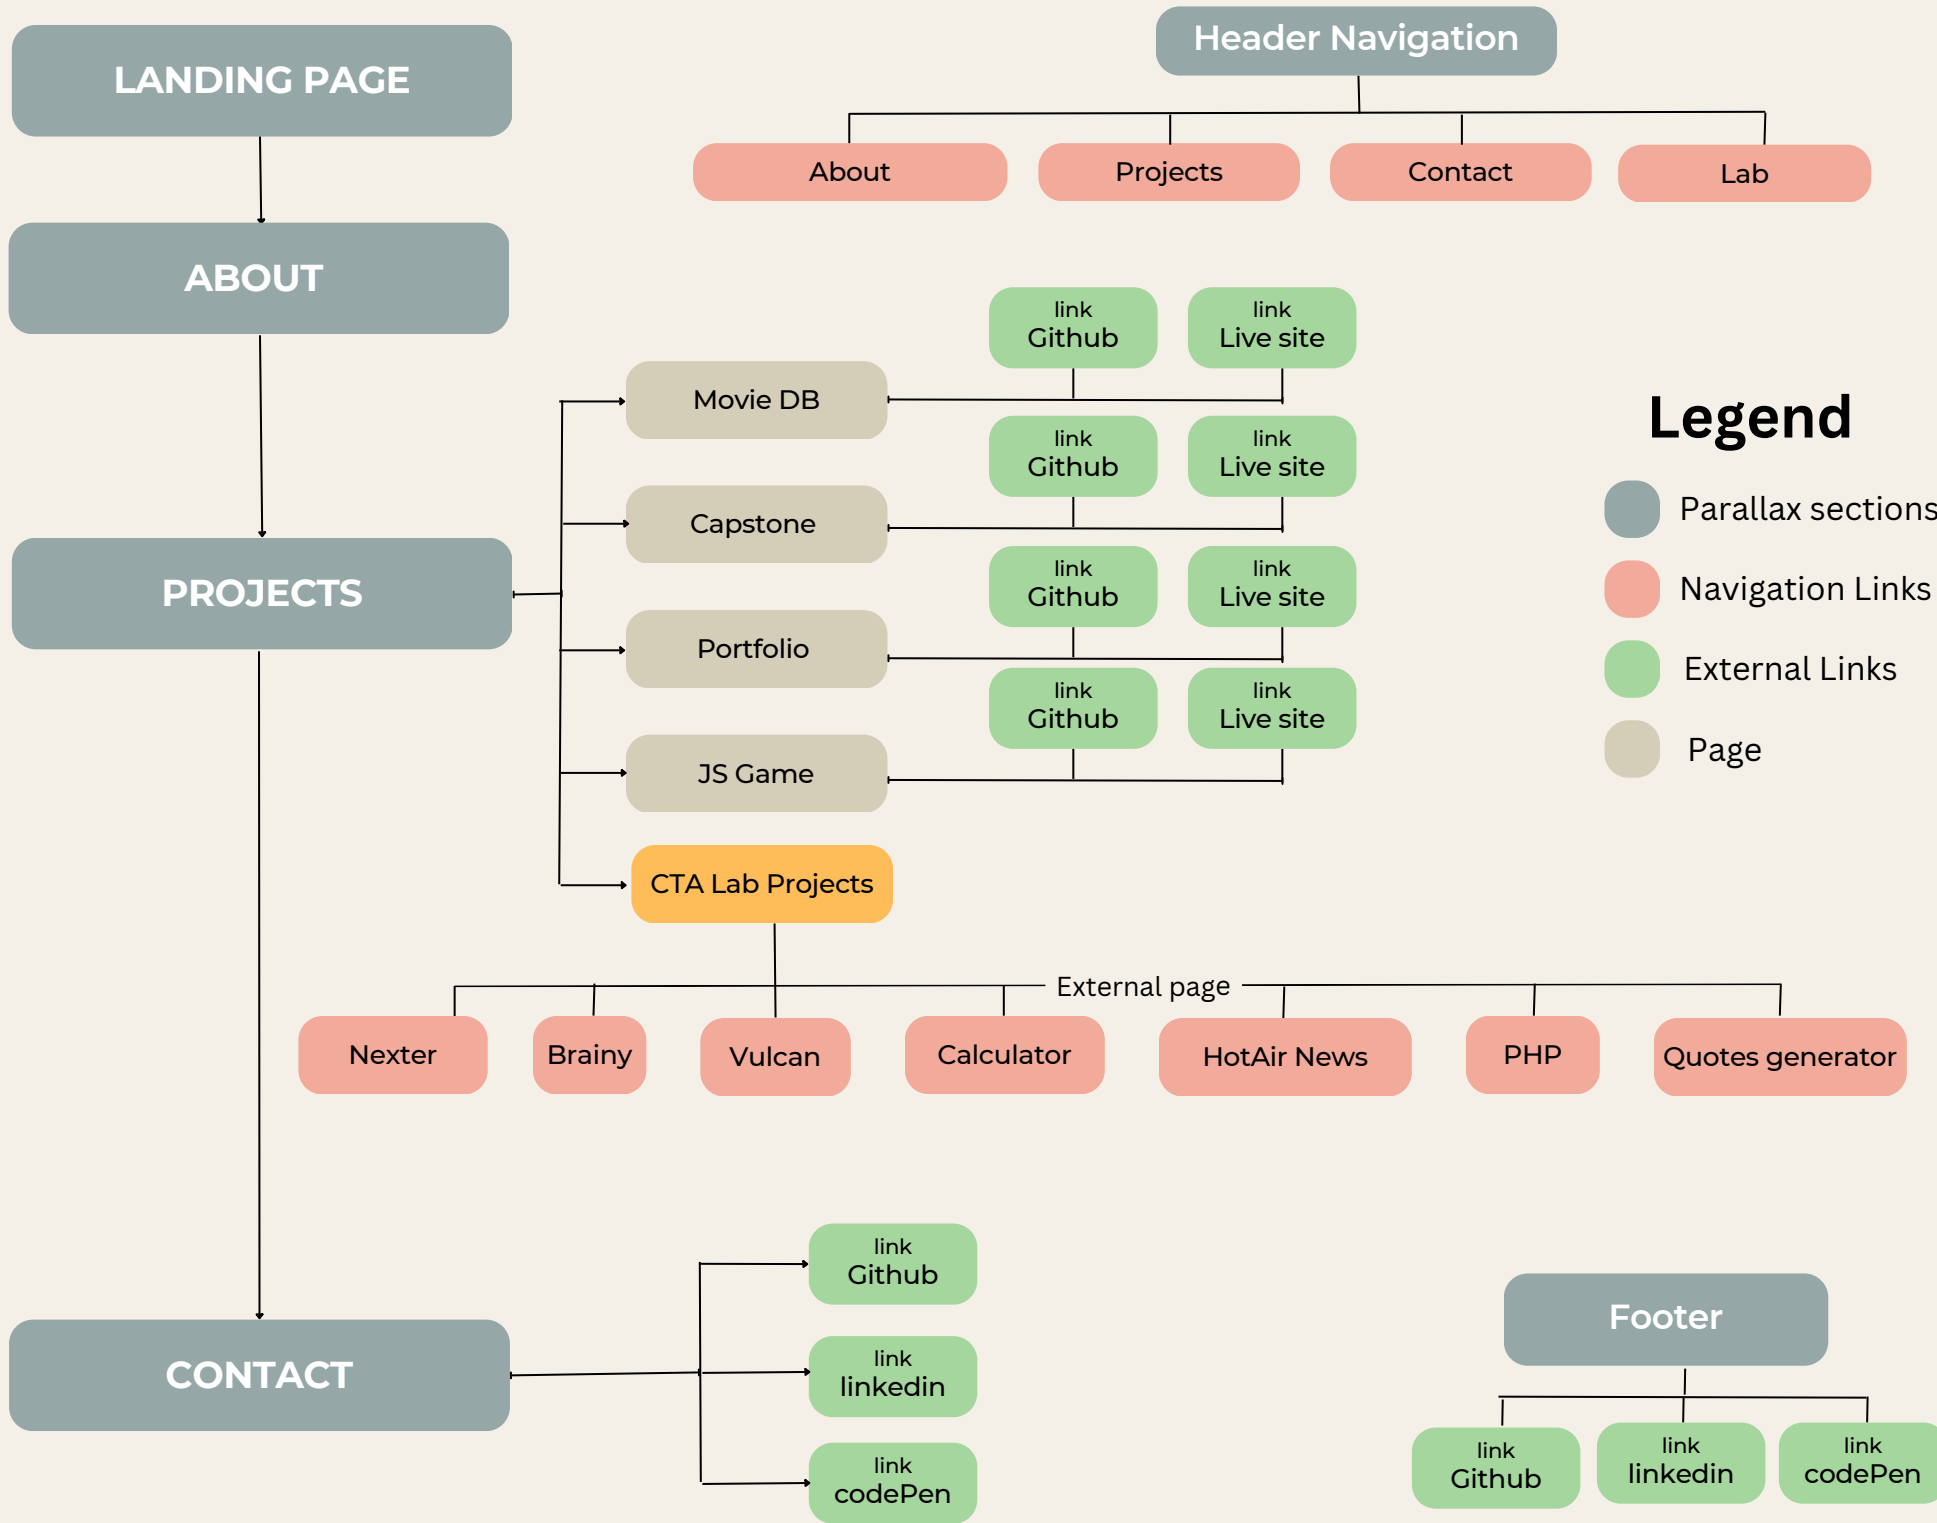 LANDING PAGE
Header Navigation
About
Projects
Contact
Lab
ABOUT
link
Github
link
Live site
Movie DB
link
Github
link
Live site
Capstone
link
Github
link
Live site
PROJECTS
Portfolio
link
Github
link
Live site
JS Game
CTA Lab Projects
Legend
Parallax sections
Navigation Links
External Links
Page
External page
Nexter
Brainy
Vulcan
Calculator
HotAir News
PHP
Quotes generator
CONTACT
link
Github
link
linkedin
link
codePen
Footer
link
Github
link
linkedin
link
codePen